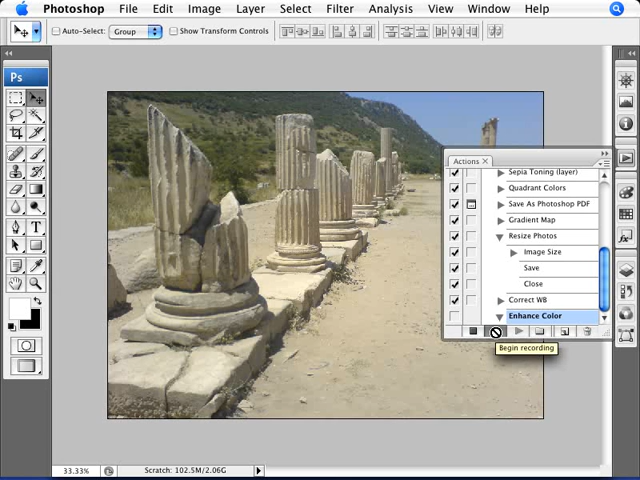 Photoshop File Edit Image Layer Select Filter Analysis View Window Help
Auto-Select: Group Show Transform Controls
Ps
Actions
Sepia Toning (layer)
Quadrant Colors
Save As Photoshop PDF
Gradient Map
Resize Photos
Image Size
Save
Close
Correct WB
Enhance Color
Begin recording
33.33% Scratch: 102.5M/2.06G